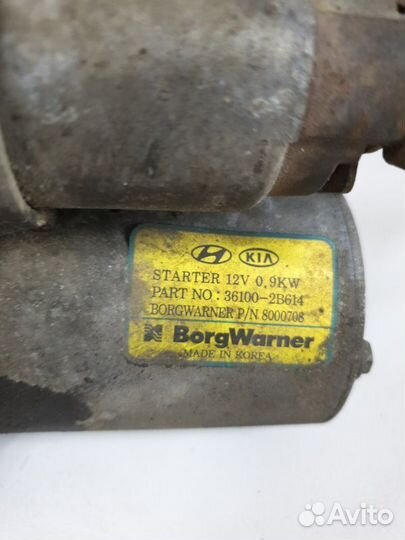 KIA
STARTER 12V 0.9KW
PART NO : 36100-2B614
BORGWARNER P/N 8000708
BorgWarner
MADE IN KOREA
Avito